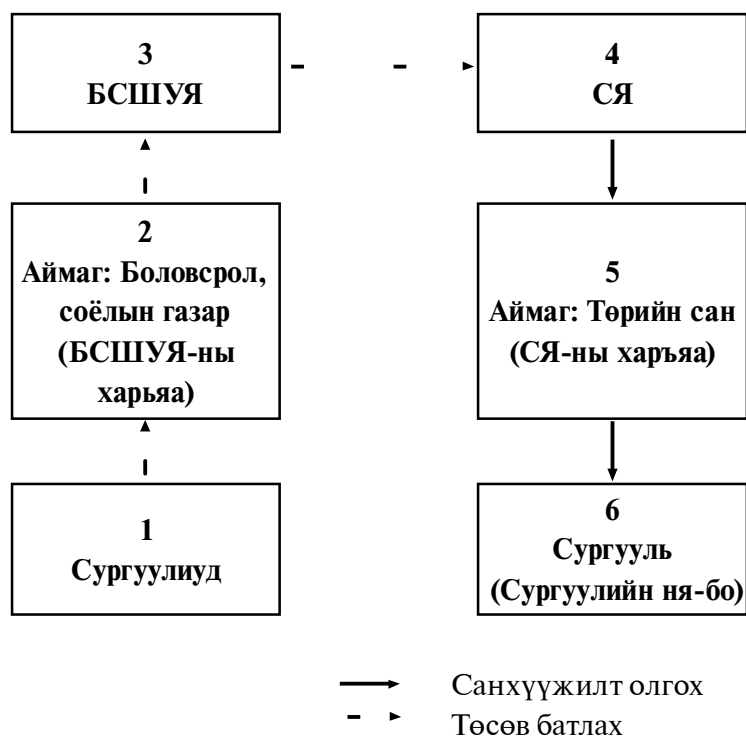 3
БСШУЯ
4
СЯ
2
Аймаг: Боловсрол,
соёлын газар
(БСШУЯ-ны
харьяа)
5
Аймаг: Төрийн сан
(СЯ-ны харъяа)
1
Сургуулиуд
6
Сургууль
(Сургуулийн ня-бо)
Санхүүжилт олгох
Төсөв батлах